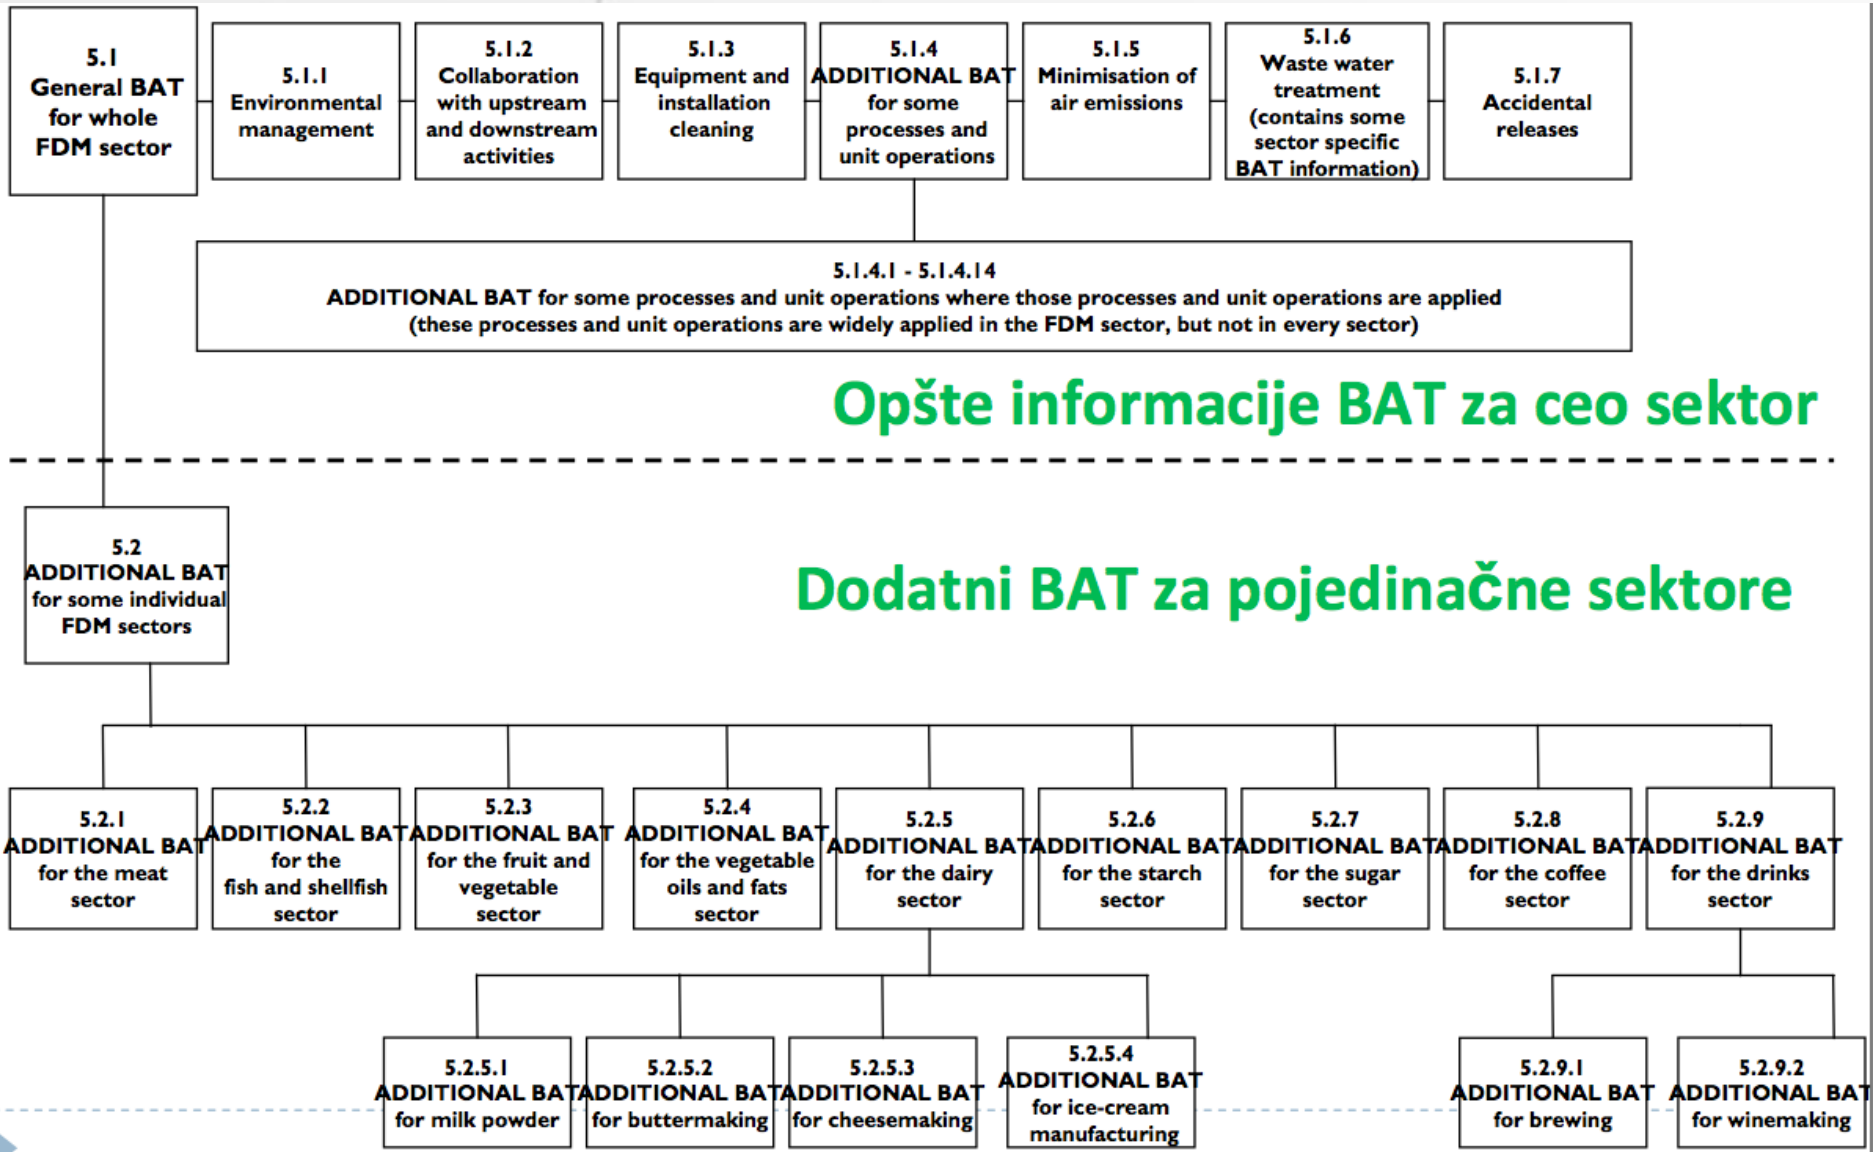 5.1
General BAT
for whole
FDM sector
5.1.1
Environmental
management
5.1.2
Collaboration
with upstream
and downstream
activities
5.1.3
Equipment and
installation
cleaning
5.1.4
ADDITIONAL BAT
for some
processes and
unit operations
5.1.5
Minimisation of
air emissions
5.1.6
Waste water
treatment
(contains some
sector specific
BAT information)
5.1.7
Accidental
releases
5.1.4.1 - 5.1.4.14
ADDITIONAL BAT for some processes and unit operations where those processes and unit operations are applied
(these processes and unit operations are widely applied in the FDM sector, but not in every sector)
Opšte informacije BAT za ceo sektor
5.2
ADDITIONAL BAT
for some individual
FDM sectors
Dodatni BAT za pojedinačne sektore
5.2.1
ADDITIONAL BAT
for the meat
sector
5.2.2
ADDITIONAL BAT
for the
fish and shellfish
sector
5.2.3
ADDITIONAL BAT
for the fruit and
vegetable
sector
5.2.4
ADDITIONAL BAT
for the vegetable
oils and fats
sector
5.2.5
ADDITIONAL BAT
for the dairy
sector
5.2.6
ADDITIONAL BAT
for the starch
sector
5.2.7
ADDITIONAL BAT
for the sugar
sector
5.2.8
ADDITIONAL BAT
for the coffee
sector
5.2.9
ADDITIONAL BAT
for the drinks
sector
5.2.5.1
ADDITIONAL BAT
for milk powder
5.2.5.2
ADDITIONAL BAT
for buttermaking
5.2.5.3
ADDITIONAL BAT
for cheesemaking
5.2.5.4
ADDITIONAL BAT
for ice-cream
manufacturing
5.2.9.1
ADDITIONAL BAT
for brewing
5.2.9.2
ADDITIONAL BAT
for winemaking